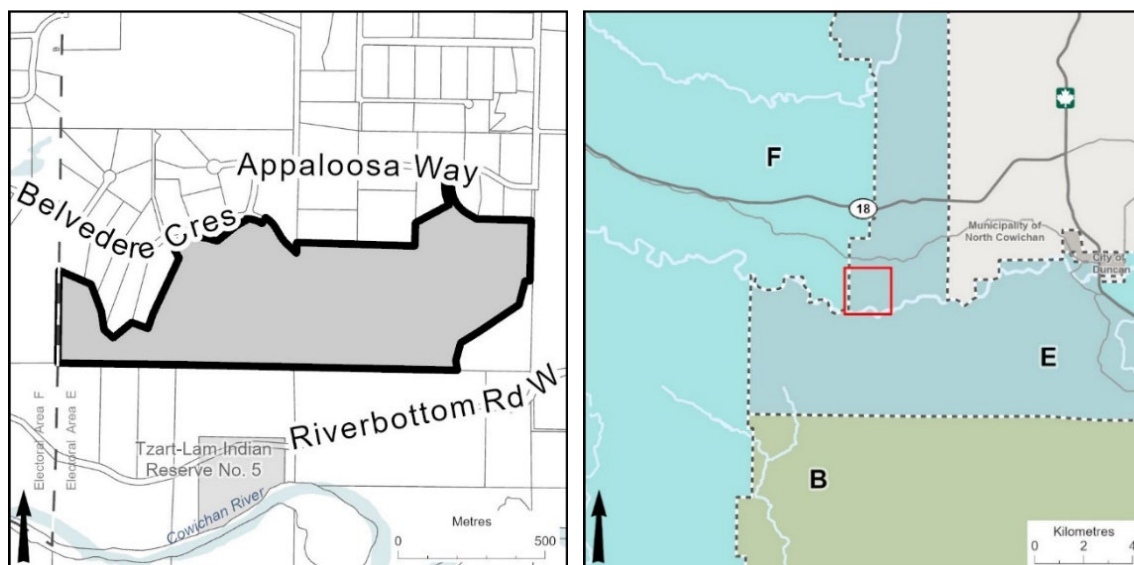 Appaloosa Way
Belvedere Cres
Riverbottom Rd W
Electoral Area F
Electoral Area E
Tzart-Lam Indian
Reserve No. 5
Cowichan River
Metres
0 500
F
18
Municipality of
North Cowichan
City of
Duncan
E
B
Kilometres
0 2 4